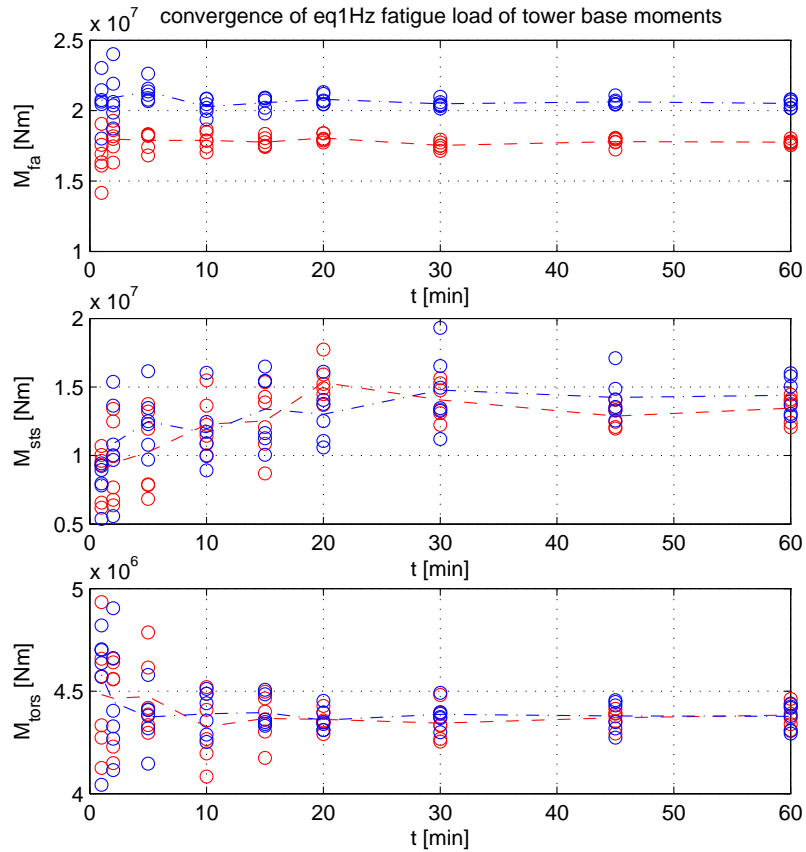 convergence of eq1Hz fatigue load of tower base moments
x 10^7
2.5
2
1.5
1
M_fa [Nm]
0 10 20 30 40 50 60
t [min]
x 10^7
2
1.5
1
0.5
M_sts [Nm]
0 10 20 30 40 50 60
t [min]
x 10^6
5
4.5
4
M_tors [Nm]
0 10 20 30 40 50 60
t [min]